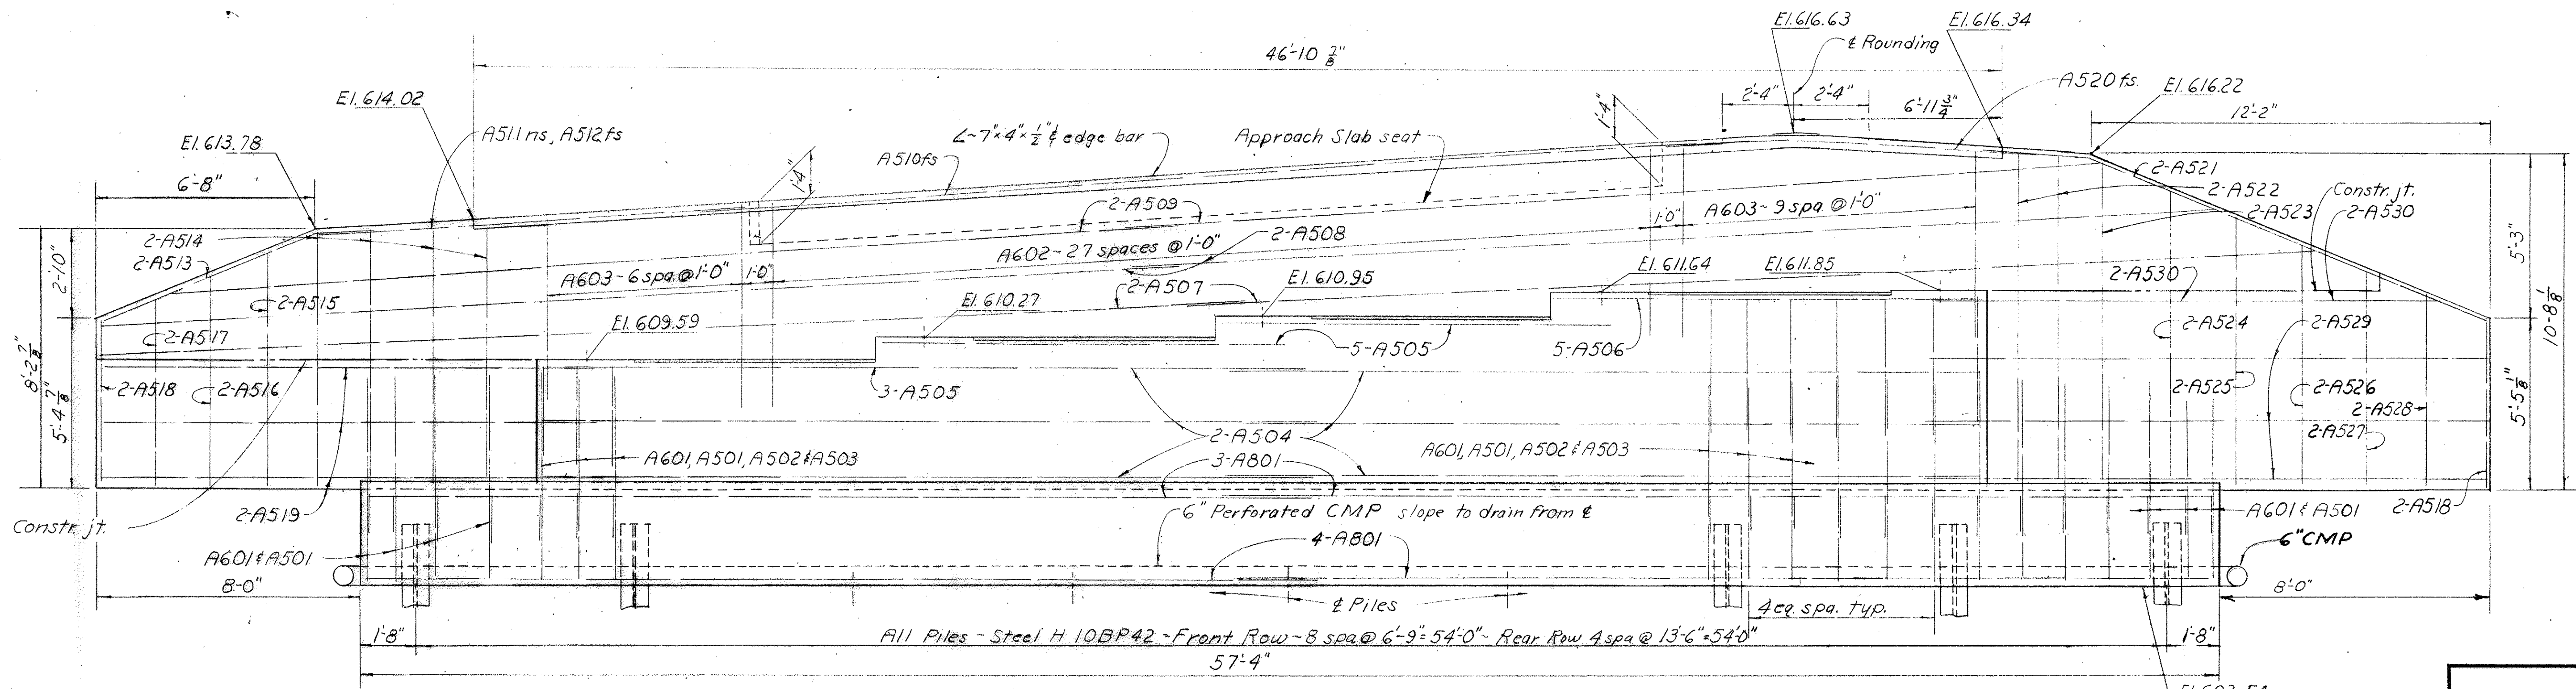 El. 616.63
El. 616.34
46'-10 7/8"
℄ Rounding
A520 fs.
El. 616.22
El. 614.02
2'-4"
2'-4"
6'-11 3/4"
12'-2"
1'-4"
El. 613.78
A511 ns, A512 fs
∠~7"x4"x 1/2" ¢ edge bar
Approach Slab seat
A510 fs
6'-8"
1'-4"
2-A521
2-A522
Constr. jt.
2-A523
2-A530
2-A509
1'-0"
A603~9 spa @ 1'-0"
2-A514
2-A513
2'-10"
2-A508
A602~27 spaces @ 1'-0"
5'-3"
A603~6 spa. @ 1'-0"
1'-0"
El. 611.64
El. 611.85
2-A530
2-A515
2-A507
El. 610.95
El. 610.27
El. 609.59
10'-8 1/8"
2-A517
5-A505
5-A506
2-A524
2-A529
8'-2 7/8"
5'-4 7/8"
2-A518
2-A516
3-A505
2-A525
2-A526
2-A528
5'-5 1/8"
2-A527
2-A504
A601, A501, A502 & A503
3-A801
A601, A501, A502 & A503
Constr. jt.
2-A519
6" Perforated CMP slope to drain from ℄
A601 & A501
2-A518
A601 & A501
4-A801
6" CMP
8'-0"
℄ Piles
4 eq. spa. typ.
8'-0"
1'-8"
All Piles - Steel H 10BP42 ~ Front Row ~ 8 spa @ 6'-9" = 54'-0" ~ Rear Row 4 spa @ 13'-6" = 54'-0"
1'-8"
57'-4"